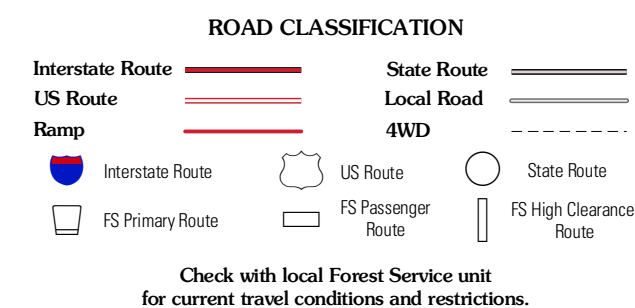 ROAD CLASSIFICATION
Interstate Route
State Route
US Route
Local Road
Ramp
4WD
Interstate Route
US Route
State Route
FS Primary Route
FS Passenger
Route
FS High Clearance
Route
Check with local Forest Service unit
for current travel conditions and restrictions.